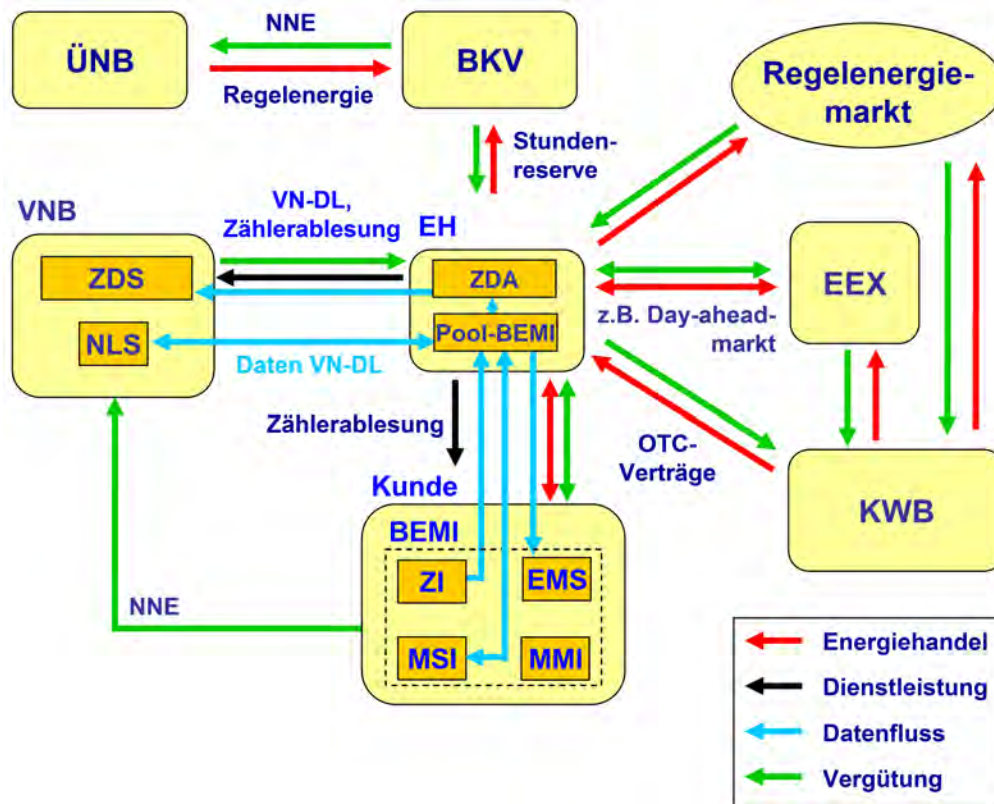 NNE
ÜNB
BKV
Regelenergie
Regelenergie-
markt
Stunden-
reserve
VNB
VN-DL,
Zählerablesung
EH
ZDS
ZDA
EEX
NLS
Pool-BEMI
z.B. Day-ahead-
markt
Daten VN-DL
Zählerablesung
OTC-
Verträge
Kunde
KWB
BEMI
ZI
EMS
NNE
MSI
MMI
Energiehandel
Dienstleistung
Datenfluss
Vergütung